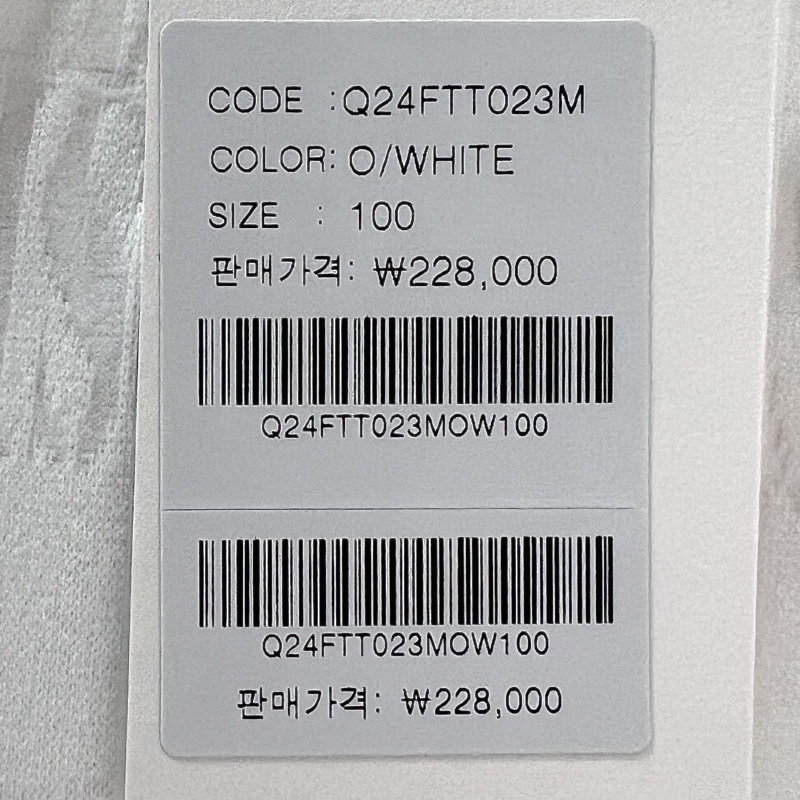 CODE :Q24FTT023M
COLOR: O/WHITE
SIZE : 100
판매가격: ₩228,000
Q24FTT023MOW100
Q24FTT023MOW100
판매가격: ₩228,000